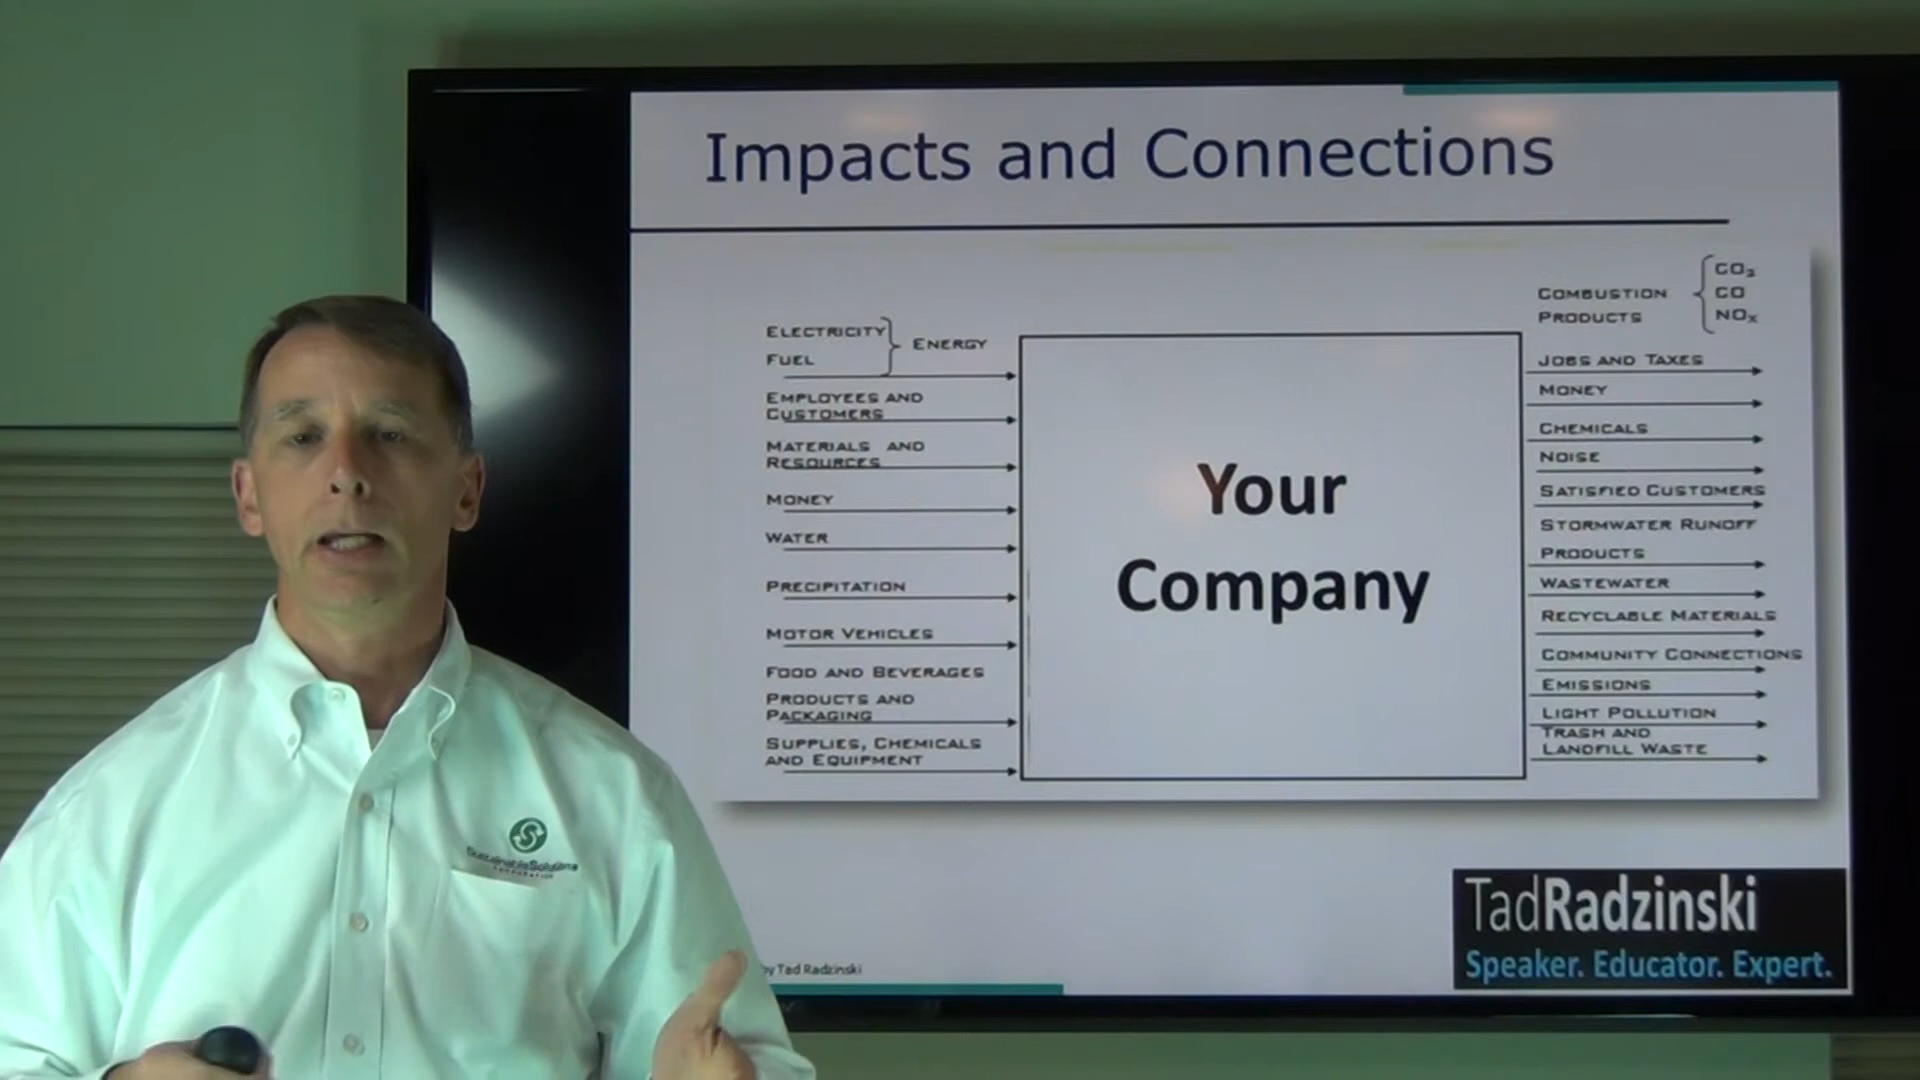 Impacts and Connections
ELECTRICITY
FUEL
ENERGY
EMPLOYEES AND
CUSTOMERS
MATERIALS AND
RESOURCES
MONEY
WATER
PRECIPITATION
MOTOR VEHICLES
FOOD AND BEVERAGES
PRODUCTS AND
PACKAGING
SUPPLIES, CHEMICALS
AND EQUIPMENT
Your
Company
COMBUSTION
PRODUCTS
CO2
CO
NOX
JOBS AND TAXES
MONEY
CHEMICALS
NOISE
SATISFIED CUSTOMERS
STORMWATER RUNOFF
PRODUCTS
WASTEWATER
RECYCLABLE MATERIALS
COMMUNITY CONNECTIONS
EMISSIONS
LIGHT POLLUTION
TRASH AND
LANDFILL WASTE
SustainableSolutions
CORPORATION
by Tad Radzinski
TadRadzinski
Speaker. Educator. Expert.